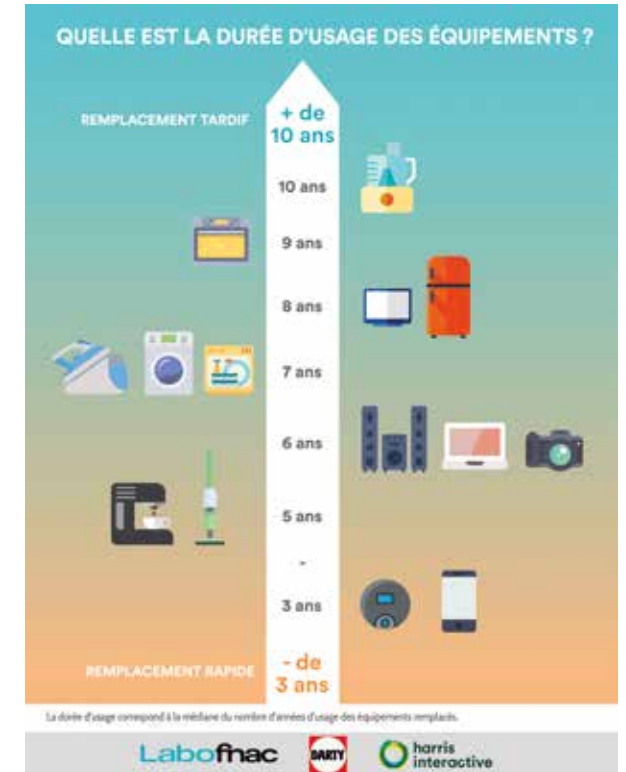 QUELLE EST LA DURÉE D'USAGE DES ÉQUIPEMENTS ?
REMPLACEMENT TARDIF
+ de
10 ans
10 ans
9 ans
8 ans
7 ans
6 ans
5 ans
-
3 ans
REMPLACEMENT RAPIDE
- de
3 ans
La durée d'usage correspond à la médiane du nombre d'années d'usage des équipements remplacés.
Labofnac
DARTY
harris
interactive